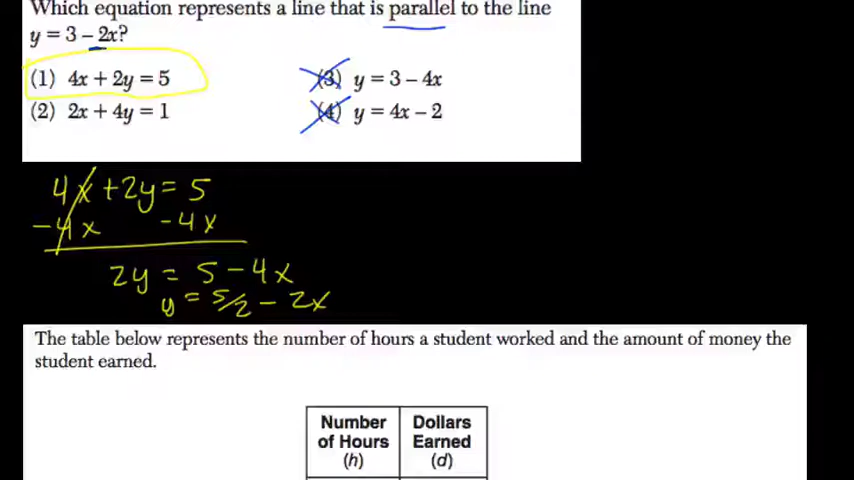 Which equation represents a line that is parallel to the line
y = 3 – 2x?
(1) 4x + 2y = 5
(3) y = 3 – 4x
(2) 2x + 4y = 1
(4) y = 4x – 2
4x + 2y = 5
-4x -4x
2y = 5 - 4x
y = 5/2 - 2x
The table below represents the number of hours a student worked and the amount of money the
student earned.
Number Dollars
of Hours Earned
(h) (d)